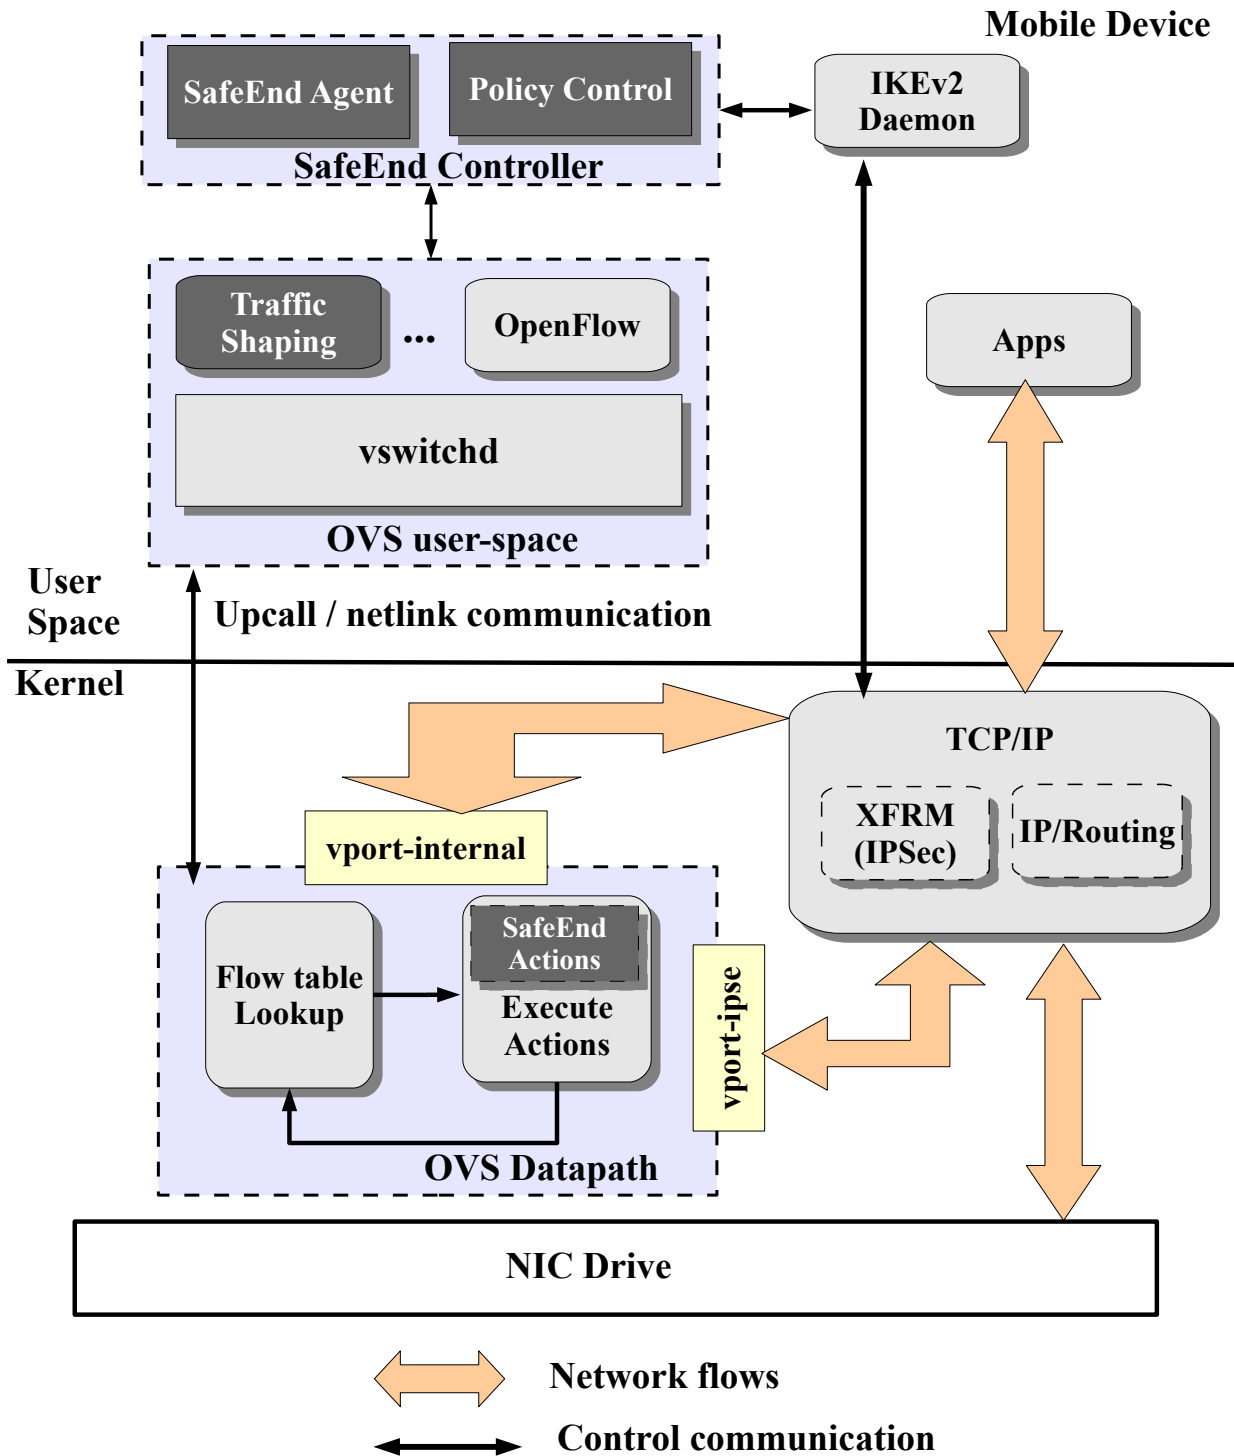 Mobile Device
SafeEnd Agent
Policy Control
SafeEnd Controller
IKEv2
Daemon
Traffic
Shaping
...
OpenFlow
vswitchd
OVS user-space
Apps
User
Space
Upcall / netlink communication
Kernel
TCP/IP
XFRM
(IPSec)
IP/Routing
vport-internal
Flow table
Lookup
SafeEnd
Actions
Execute
Actions
vport-ipse
OVS Datapath
NIC Drive
Network flows
Control communication